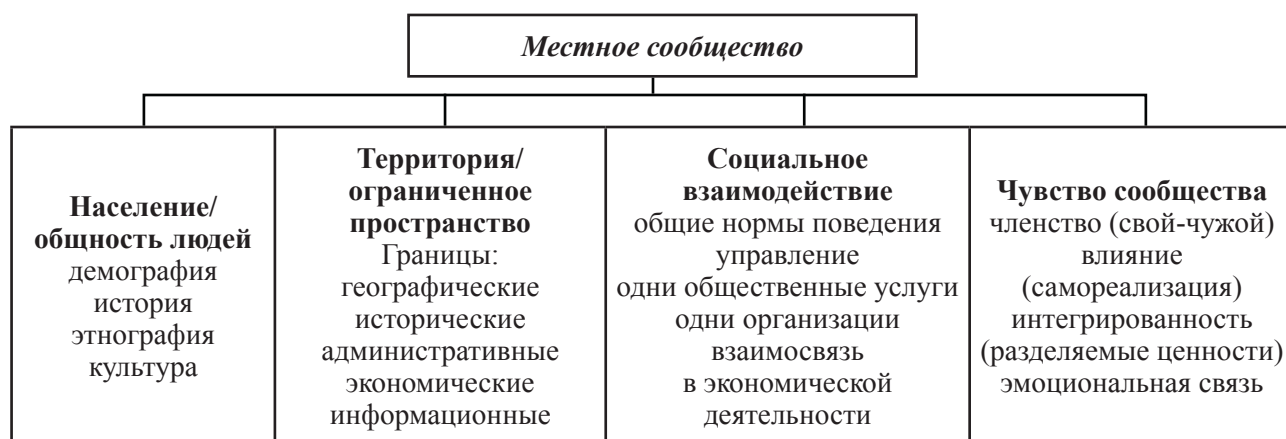 Местное сообщество
Население/
общность людей
демография
история
этнография
культура
Территория/
ограниченное
пространство
Границы:
географические
исторические
административные
экономические
информационные
Социальное
взаимодействие
общие нормы поведения
управление
одни общественные услуги
одни организации
взаимосвязь
в экономической
деятельности
Чувство сообщества
членство (свой-чужой)
влияние
(самореализация)
интегрированность
(разделяемые ценности)
эмоциональная связь